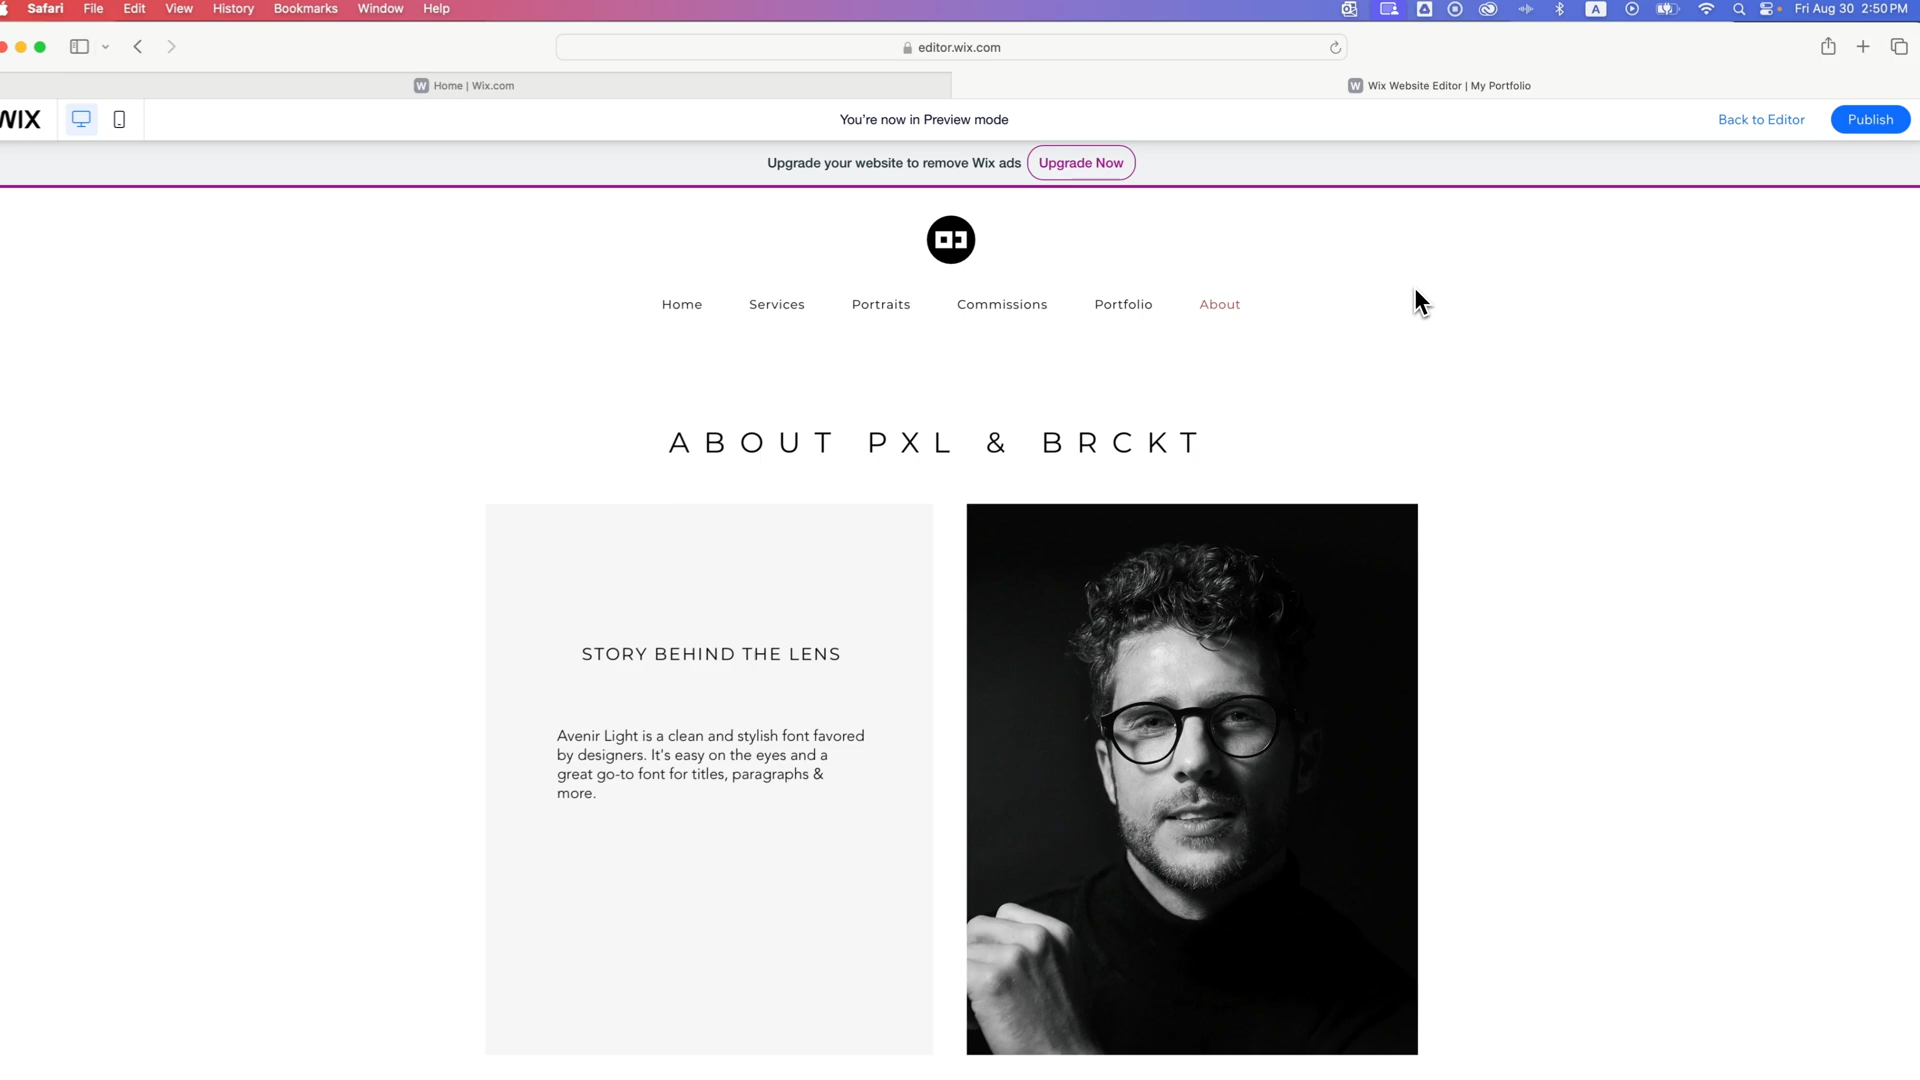 Safari File Edit View History Bookmarks Window Help A Fri Aug 30 2:50 PM
editor.wix.com
W Home | Wix.com W Wix Website Editor | My Portfolio
WIX You're now in Preview mode Back to Editor Publish
Upgrade your website to remove Wix ads Upgrade Now
Home Services Portraits Commissions Portfolio About
ABOUT PXL & BRCKT
STORY BEHIND THE LENS
Avenir Light is a clean and stylish font favored
by designers. It's easy on the eyes and a
great go-to font for titles, paragraphs &
more.